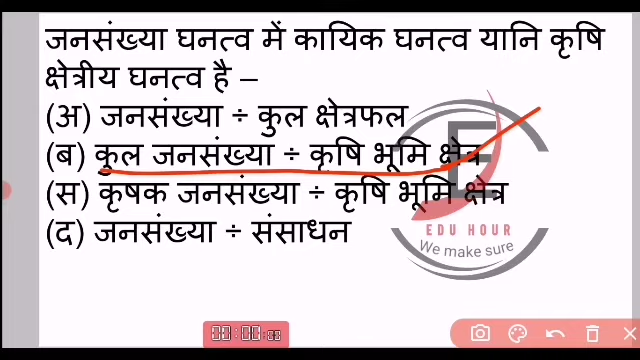 जनसंख्या घनत्व में कायिक घनत्व यानि कृषि
क्षेत्रीय घनत्व है –
(अ) जनसंख्या ÷ कुल क्षेत्रफल
(ब) कुल जनसंख्या ÷ कृषि भूमि क्षेत्र
(स) कृषक जनसंख्या ÷ कृषि भूमि क्षेत्र
(द) जनसंख्या ÷ संसाधन
E
EDU HOUR
We make sure